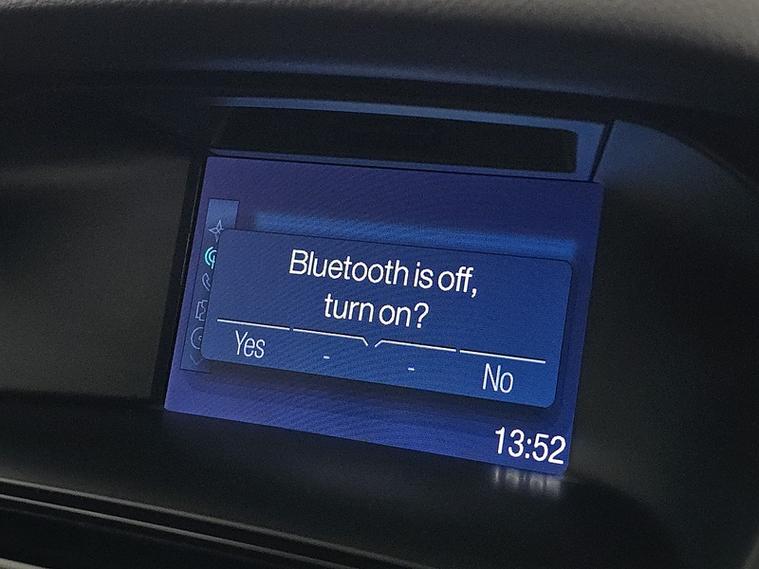 Bluetooth is off,
turn on?
Yes - - No
13:52